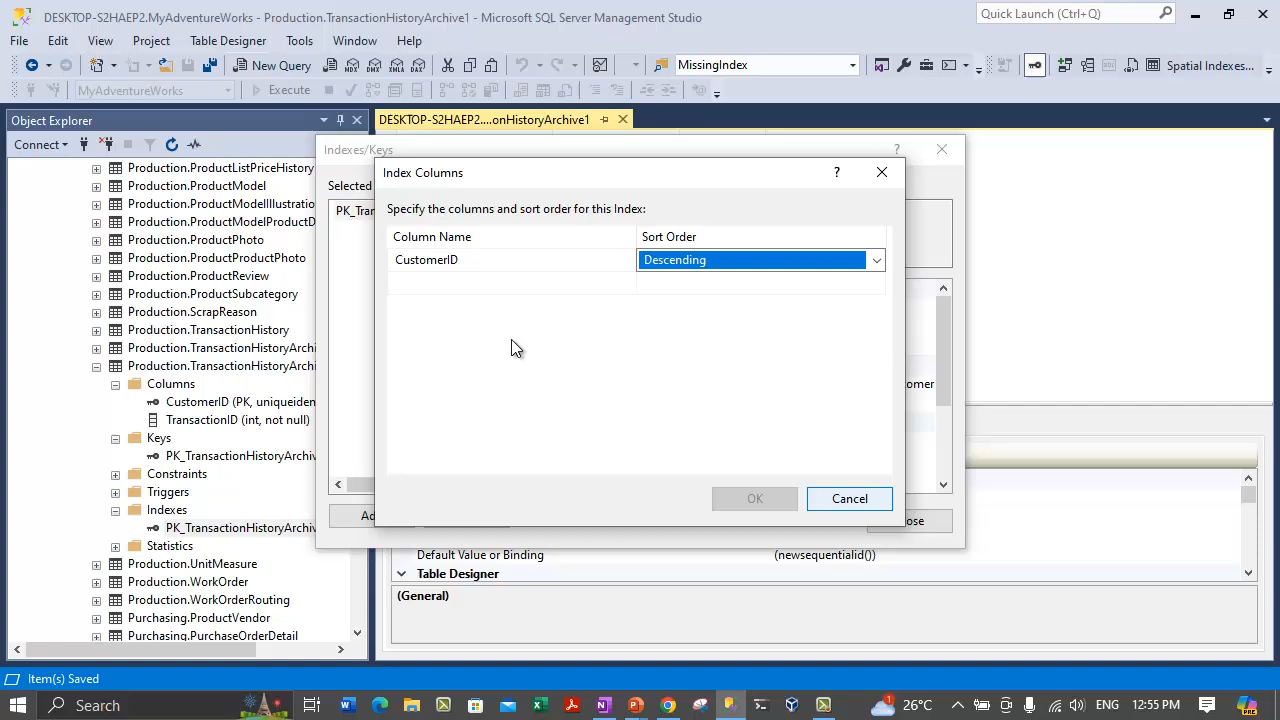 DESKTOP-S2HAEP2.MyAdventureWorks - Production.TransactionHistoryArchive1 - Microsoft SQL Server Management Studio
Quick Launch (Ctrl+Q)
File Edit View Project Table Designer Tools Window Help
New Query MDX DMX XMLA DAX MissingIndex Spatial Indexes...
MyAdventureWorks Execute
Object Explorer
DESKTOP-S2HAEP2....onHistoryArchive1
Connect
Production.ProductListPriceHistory
Production.ProductModel
Production.ProductModelIllustratio
Production.ProductModelProductD
Production.ProductPhoto
Production.ProductProductPhoto
Production.ProductReview
Production.ProductSubcategory
Production.ScrapReason
Production.TransactionHistory
Production.TransactionHistoryArchi
Production.TransactionHistoryArchi
Columns
CustomerID (PK, uniqueiden
TransactionID (int, not null)
Keys
PK_TransactionHistoryArchiv
Constraints
Triggers
Indexes
PK_TransactionHistoryArchiv
Statistics
Production.UnitMeasure
Production.WorkOrder
Production.WorkOrderRouting
Purchasing.ProductVendor
Purchasing.PurchaseOrderDetail
Indexes/Keys ?
Selected
PK_Tran
Index Columns ?
Specify the columns and sort order for this Index:
Column Name Sort Order
CustomerID Descending
OK Cancel
Default Value or Binding (newsequentialid())
Table Designer
(General)
Item(s) Saved
Search 1 26°C ENG 12:55 PM PRE